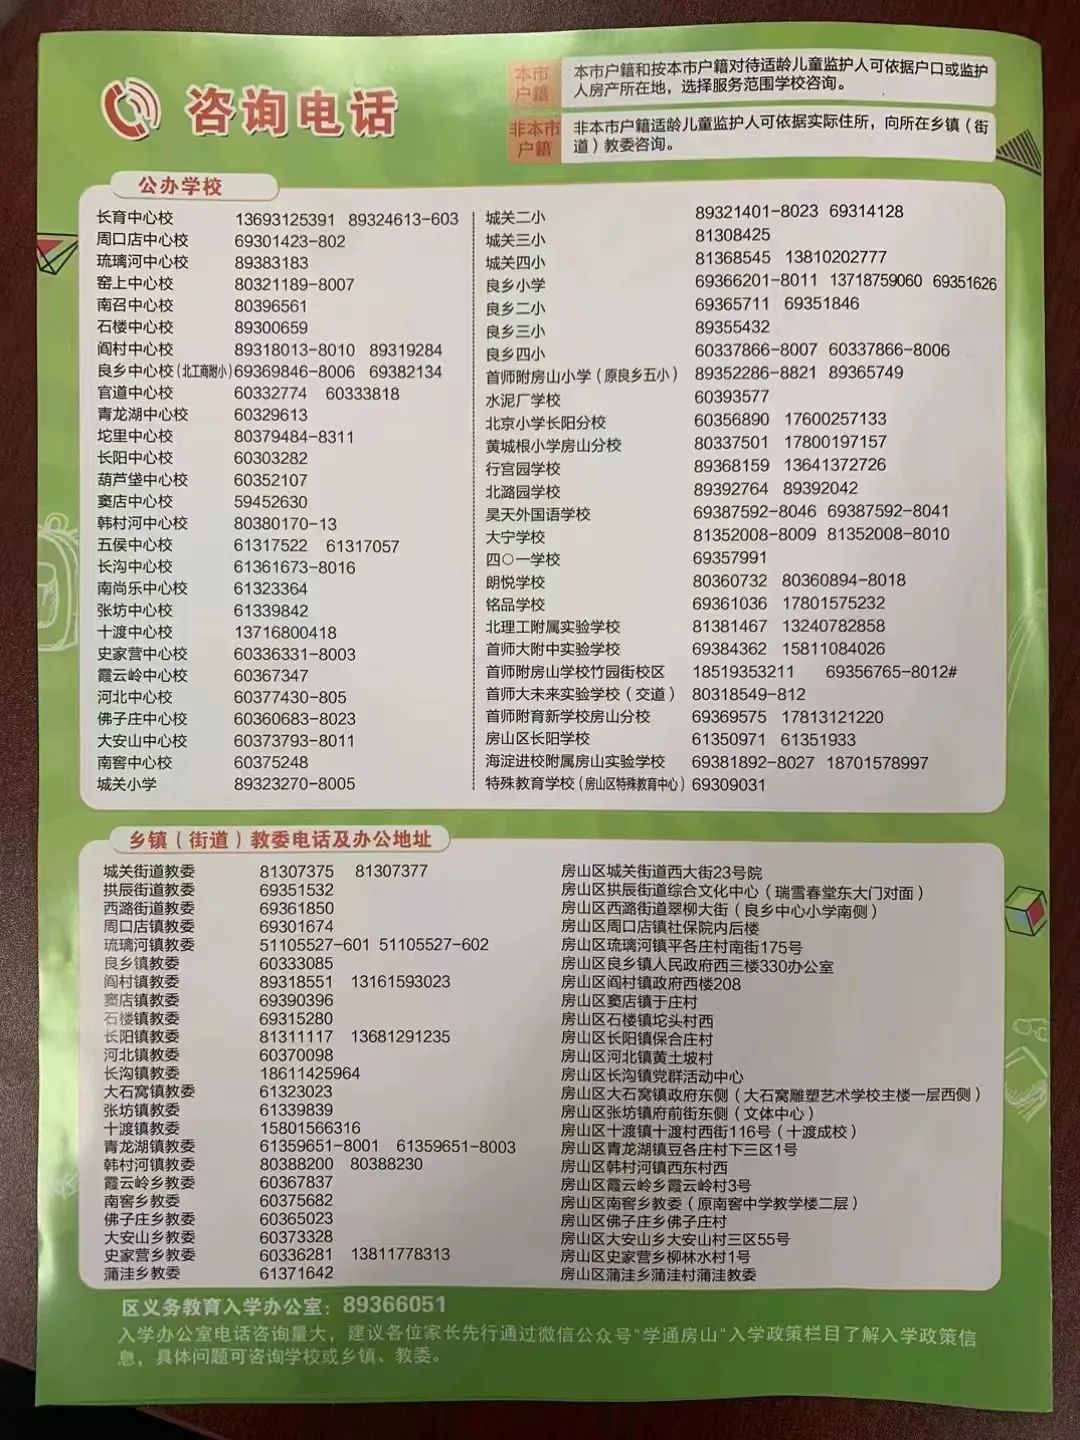 咨询电话
本市户籍
本市户籍和按本市户籍对待适龄儿童监护人可依据户口或监护
人房产所在地，选择服务范围学校咨询。
非本市户籍
非本市户籍适龄儿童监护人可依据实际住所，向所在乡镇（街
道）教委咨询。
公办学校
长育中心校 13693125391 89324613-603
周口店中心校 69301423-802
琉璃河中心校 89383183
窑上中心校 80321189-8007
南召中心校 80396561
石楼中心校 89300659
阎村中心校 89318013-8010 89319284
良乡中心校（北工商附小）69369846-8006 69382134
官道中心校 60332774 60333818
青龙湖中心校 60329613
坨里中心校 80379484-8311
长阳中心校 60303282
葫芦垡中心校 60352107
窦店中心校 59452630
韩村河中心校 80380170-13
五侯中心校 61317522 61317057
长沟中心校 61361673-8016
南尚乐中心校 61323364
张坊中心校 61339842
十渡中心校 13716800418
史家营中心校 60336331-8003
霞云岭中心校 60367347
河北中心校 60377430-805
佛子庄中心校 60360683-8023
大安山中心校 60373793-8011
南窖中心校 60375248
城关小学 89323270-8005
城关二小 89321401-8023 69314128
城关三小 81308425
城关四小 81368545 13810202777
良乡小学 69366201-8011 13718759060 69351626
良乡二小 69365711 69351846
良乡三小 89355432
良乡四小 60337866-8007 60337866-8006
首师附房山小学（原良乡五小） 89352286-8821 89365749
水泥厂学校 60393577
北京小学长阳分校 60356890 17600257133
黄城根小学房山分校 80337501 17800197157
行宫园学校 89368159 13641372726
北潞园学校 89392764 89392042
昊天外国语学校 69387592-8046 69387592-8041
大宁学校 81352008-8009 81352008-8010
四〇一学校 69357991
朗悦学校 80360732 80360894-8018
铭品学校 69361036 17801575232
北理工附属实验学校 81381467 13240782858
首师大附中实验学校 69384362 15811084026
首师附房山学校竹园街校区 18519353211 69356765-8012#
首师大未来实验学校（交道） 80318549-812
首师附育新学校房山分校 69369575 17813121220
房山区长阳学校 61350971 61351933
海淀进校附属房山实验学校 69381892-8027 18701578997
特殊教育学校（房山区特殊教育中心） 69309031
乡镇（街道）教委电话及办公地址
城关街道教委 81307375 81307377 房山区城关街道西大街23号院
拱辰街道教委 69351532 房山区拱辰街道综合文化中心（瑞雪春堂东大门对面）
西潞街道教委 69361850 房山区西潞街道翠柳大街（良乡中心小学南侧）
周口店镇教委 69301674 房山区周口店镇社保院内后楼
琉璃河镇教委 51105527-601 51105527-602 房山区琉璃河镇平各庄村南街175号
良乡镇教委 60333085 房山区良乡镇人民政府西三楼330办公室
阎村镇教委 89318551 13161593023 房山区阎村镇政府西楼208
窦店镇教委 69390396 房山区窦店镇于庄村
石楼镇教委 69315280 房山区石楼镇坨头村西
长阳镇教委 81311117 13681291235 房山区长阳镇保合庄村
河北镇教委 60370098 房山区河北镇黄土坡村
长沟镇教委 18611425964 房山区长沟镇党群活动中心
大石窝镇教委 61323023 房山区大石窝镇政府东侧（大石窝雕塑艺术学校主楼一层西侧）
张坊镇教委 61339839 房山区张坊镇府前街东侧（文体中心）
十渡镇教委 15801566316 房山区十渡镇十渡村西街116号（十渡成校）
青龙湖镇教委 61359651-8001 61359651-8003 房山区青龙湖镇豆各庄村下三区1号
韩村河镇教委 80388200 80388230 房山区韩村河镇西东村西
霞云岭乡教委 60367837 房山区霞云岭乡霞云岭村3号
南窖乡教委 60375682 房山区南窖乡教委（原南窖中学教学楼二层）
佛子庄乡教委 60365023 房山区佛子庄乡佛子庄村
大安山乡教委 60373328 房山区大安山乡大安山村三区55号
史家营乡教委 60336281 13811778313 房山区史家营乡柳林水村1号
蒲洼乡教委 61371642 房山区蒲洼乡蒲洼村蒲洼教委
区义务教育入学办公室：89366051
入学办公室电话咨询量大，建议各位家长先行通过微信公众号"学通房山"入学政策栏目了解入学政策信
息，具体问题可咨询学校或乡镇、教委。